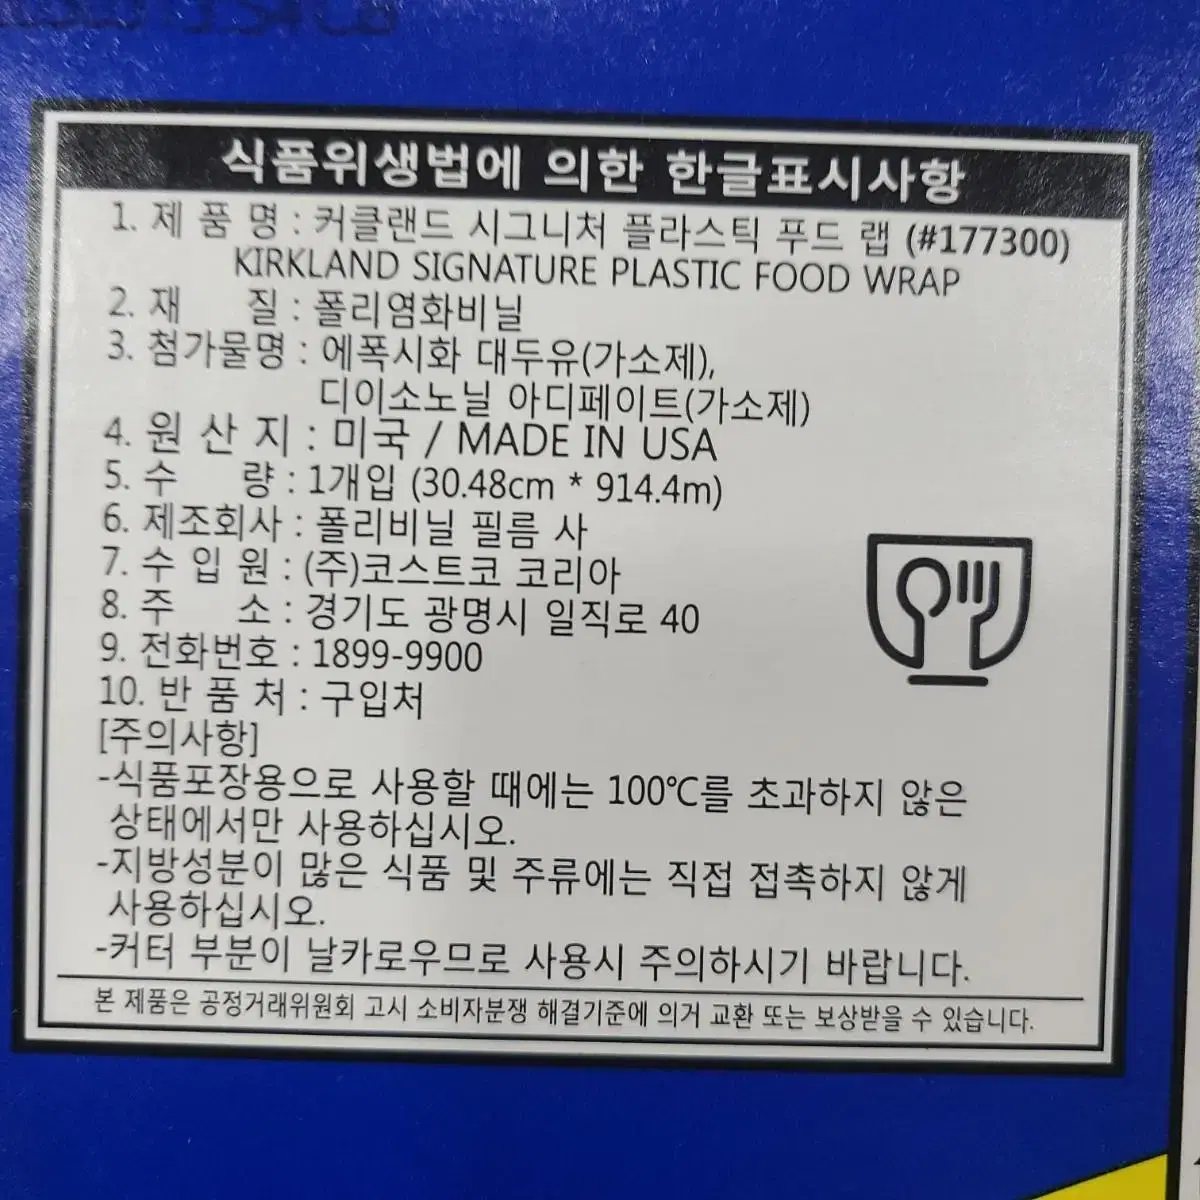 식품위생법에 의한 한글표시사항
1. 제 품 명 : 커클랜드 시그니처 플라스틱 푸드 랩 (#177300)
KIRKLAND SIGNATURE PLASTIC FOOD WRAP
2. 재 질 : 폴리염화비닐
3. 첨가물명 : 에폭시화 대두유(가소제),
디이소노닐 아디페이트(가소제)
4. 원 산 지 : 미국 / MADE IN USA
5. 수 량 : 1개입 (30.48cm * 914.4m)
6. 제조회사 : 폴리비닐 필름 사
7. 수 입 원 : (주)코스트코 코리아
8. 주 소 : 경기도 광명시 일직로 40
9. 전화번호 : 1899-9900
10. 반 품 처 : 구입처
[주의사항]
-식품포장용으로 사용할 때에는 100℃를 초과하지 않은
상태에서만 사용하십시오.
-지방성분이 많은 식품 및 주류에는 직접 접촉하지 않게
사용하십시오.
-커터 부분이 날카로우므로 사용시 주의하시기 바랍니다.
본 제품은 공정거래위원회 고시 소비자분쟁 해결기준에 의거 교환 또는 보상받을 수 있습니다.